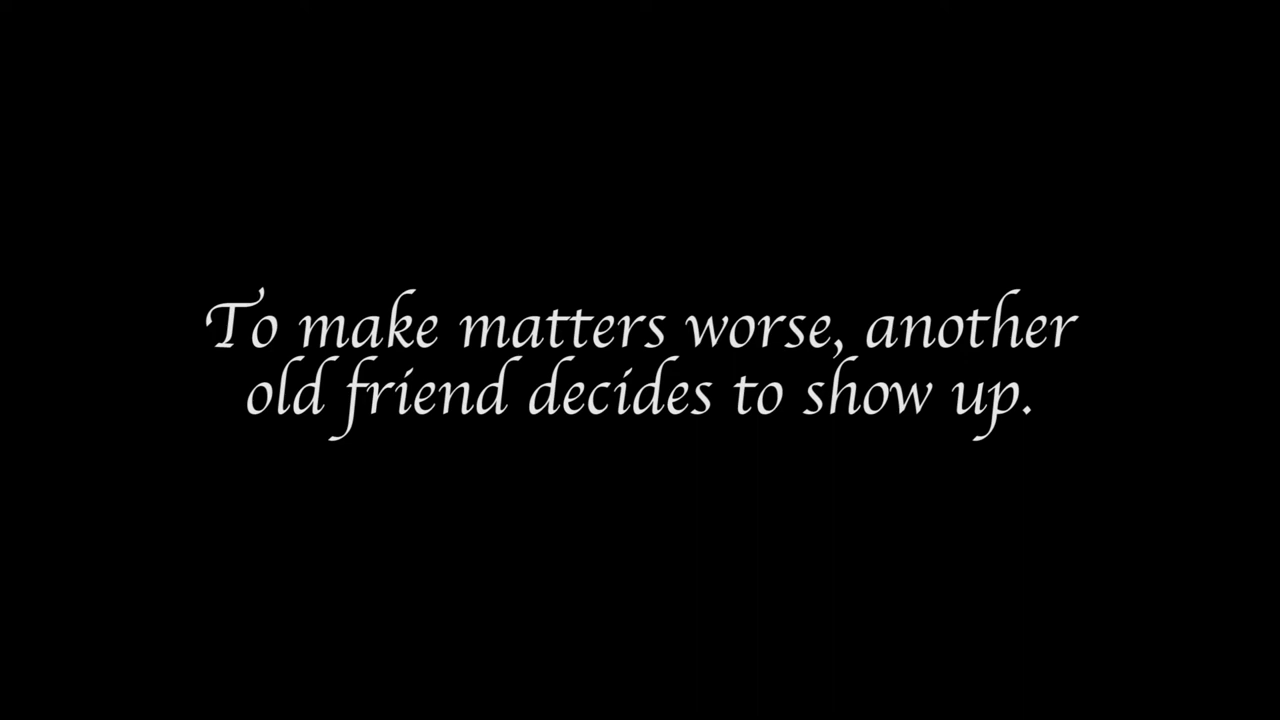 To make matters worse, another
old friend decides to show up.